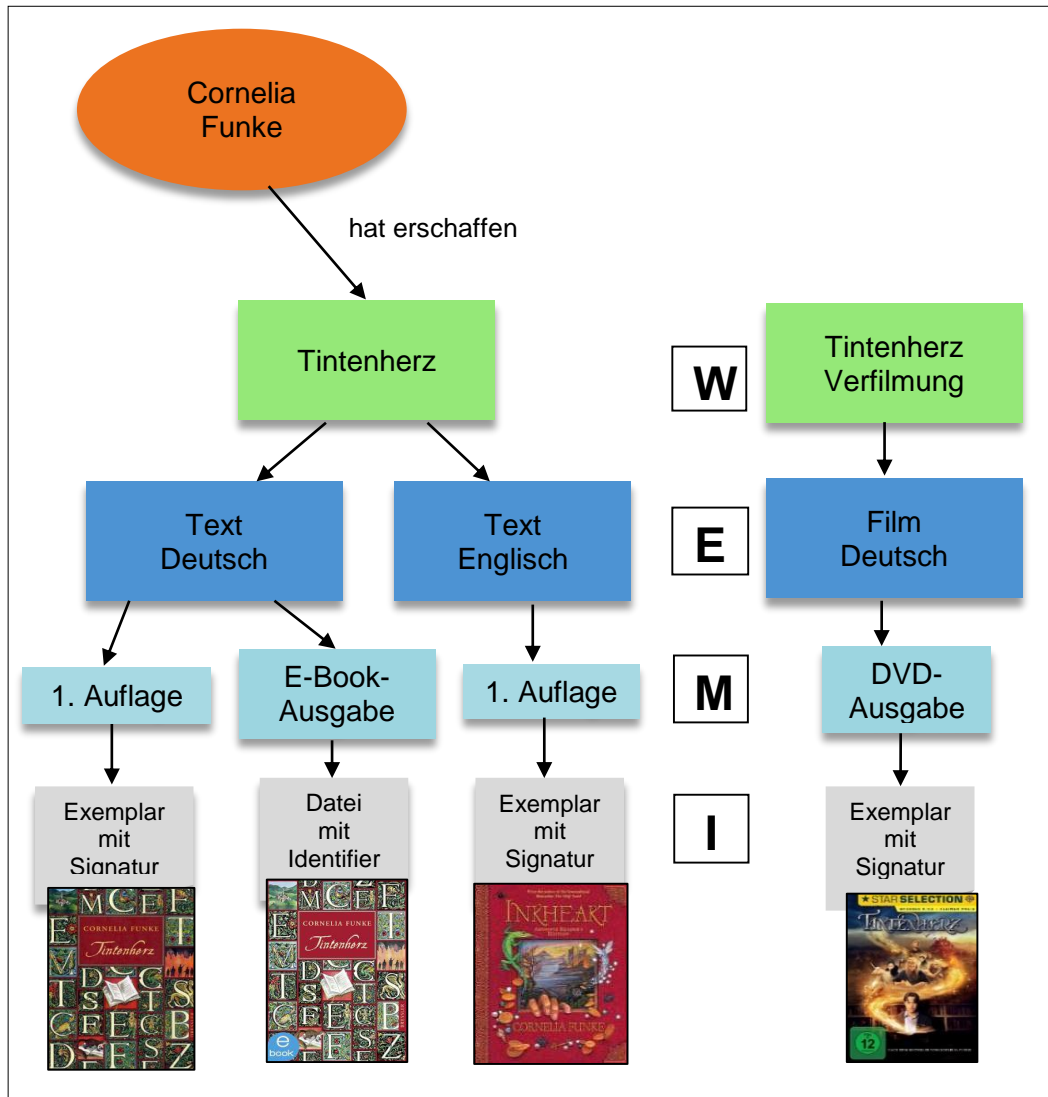 Cornelia
Funke
hat erschaffen
Tintenherz
W
Tintenherz
Verfilmung
Text
Deutsch
Text
Englisch
E
Film
Deutsch
1. Auflage
E-Book-
Ausgabe
1. Auflage
M
DVD-
Ausgabe
Exemplar
mit
Signatur
Datei
mit
Identifier
Exemplar
mit
Signatur
I
Exemplar
mit
Signatur
CORNELIA FUNKE
Tintenherz
CORNELIA FUNKE
Tintenherz
e
book
INKHEART
CORNELIA FUNKE
STAR SELECTION
TINTENHERZ
12